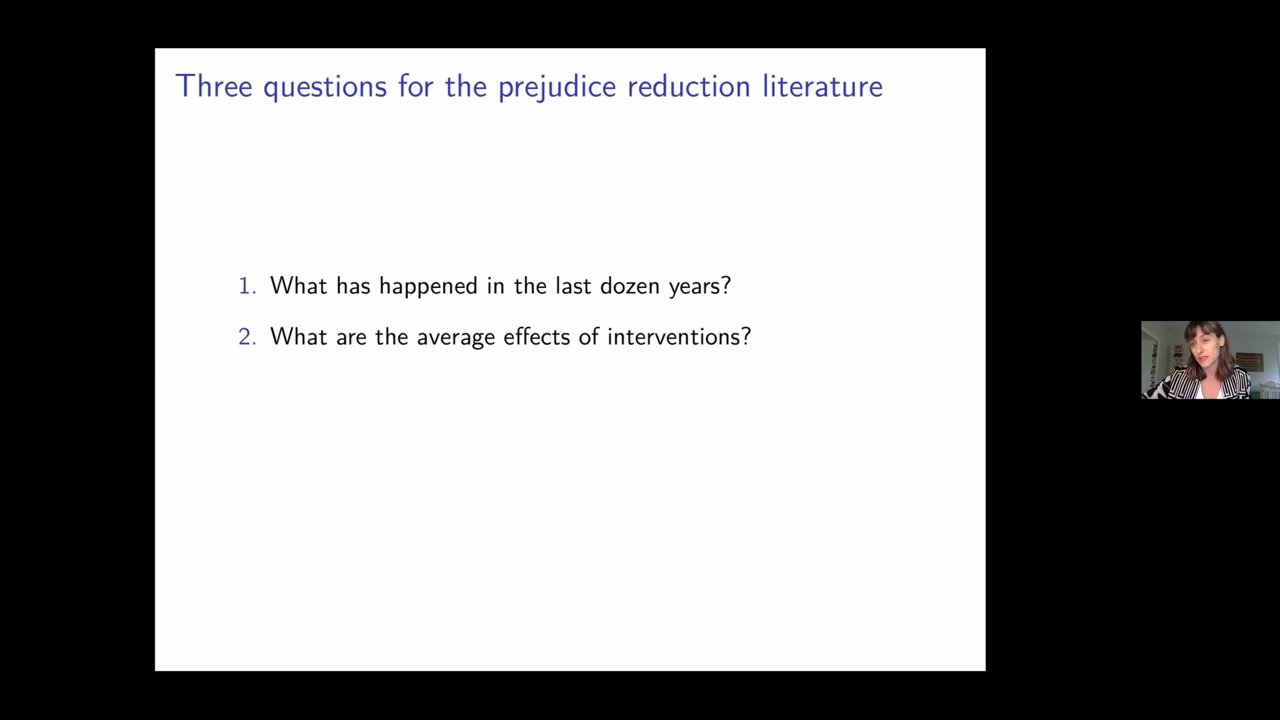 Three questions for the prejudice reduction literature
1. What has happened in the last dozen years?
2. What are the average effects of interventions?